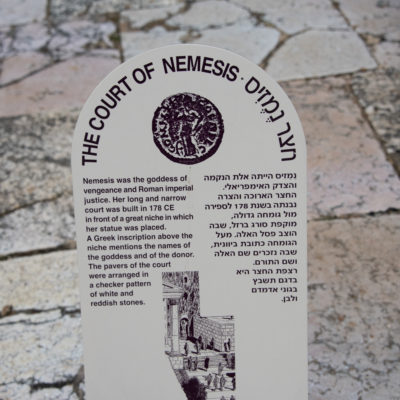 THE COURT OF NEMESIS · חצר נמזיס
Nemesis was the goddess of
vengeance and Roman imperial
justice. Her long and narrow
court was built in 178 CE
in front of a great niche in which
her statue was placed.
A Greek inscription above the
niche mentions the names of
the goddess and of the donor.
The pavers of the court
were arranged in
a checker pattern
of white and
reddish stones.
נמזיס הייתה אלת הנקמה
והצדק האימפריאלי.
החצר הארוכה והצרה
נבנתה בשנת 178 לספירה
מול גומחה גדולה,
מוקפת סורג ברזל, שבה
הוצב פסל האלה. מעל
הגומחה כתובת ביוונית,
שבה נזכרים שם האלה
ושם התורם.
רצפת החצר היא
בדגם תשבץ
בגוני אדמדם
ולבן.